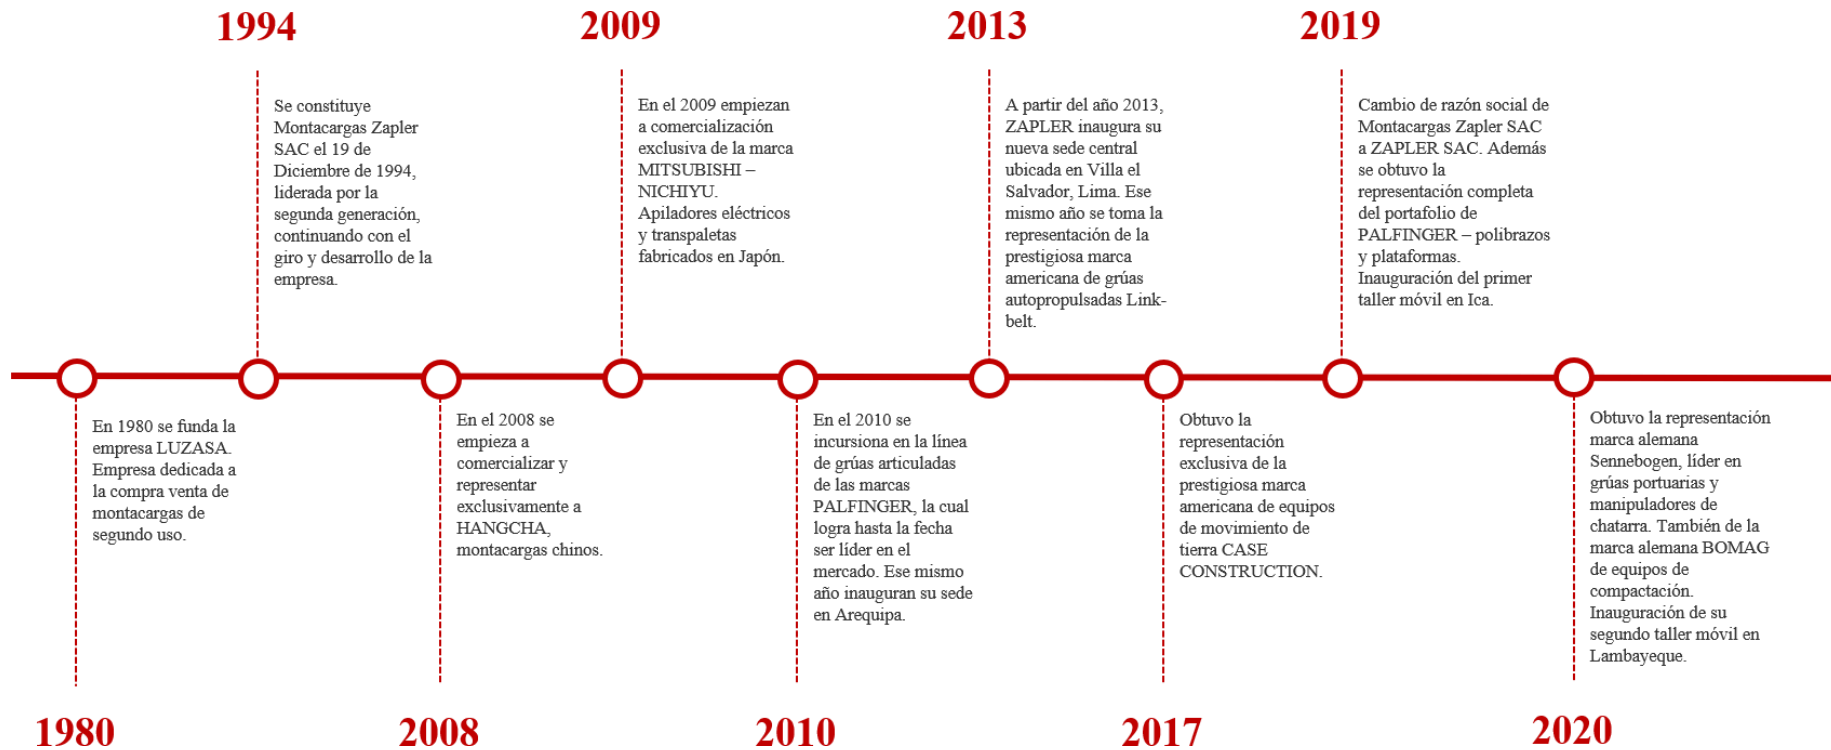 1994
2009
2013
2019
Se constituye
Montacargas Zapler
SAC el 19 de
Diciembre de 1994,
liderada por la
segunda generación,
continuando con el
giro y desarrollo de la
empresa.
En el 2009 empiezan
a comercialización
exclusiva de la marca
MITSUBISHI –
NICHIYU.
Apiladores eléctricos
y transpaletas
fabricados en Japón.
A partir del año 2013,
ZAPLER inaugura su
nueva sede central
ubicada en Villa el
Salvador, Lima. Ese
mismo año se toma la
representación de la
prestigiosa marca
americana de grúas
autopropulsadas Link-
belt.
Cambio de razón social de
Montacargas Zapler SAC
a ZAPLER SAC. Además
se obtuvo la
representación completa
del portafolio de
PALFINGER – polibrazos
y plataformas.
Inauguración del primer
taller móvil en Ica.
En 1980 se funda la
empresa LUZASA.
Empresa dedicada a
la compra venta de
montacargas de
segundo uso.
En el 2008 se
empieza a
comercializar y
representar
exclusivamente a
HANGCHA,
montacargas chinos.
En el 2010 se
incursiona en la línea
de grúas articuladas
de las marcas
PALFINGER, la cual
logra hasta la fecha
ser líder en el
mercado. Ese mismo
año inauguran su sede
en Arequipa.
Obtuvo la
representación
exclusiva de la
prestigiosa marca
americana de equipos
de movimiento de
tierra CASE
CONSTRUCTION.
Obtuvo la representación
marca alemana
Sennebogen, líder en
grúas portuarias y
manipuladores de
chatarra. También de la
marca alemana BOMAG
de equipos de
compactación.
Inauguración de su
segundo taller móvil en
Lambayeque.
1980
2008
2010
2017
2020